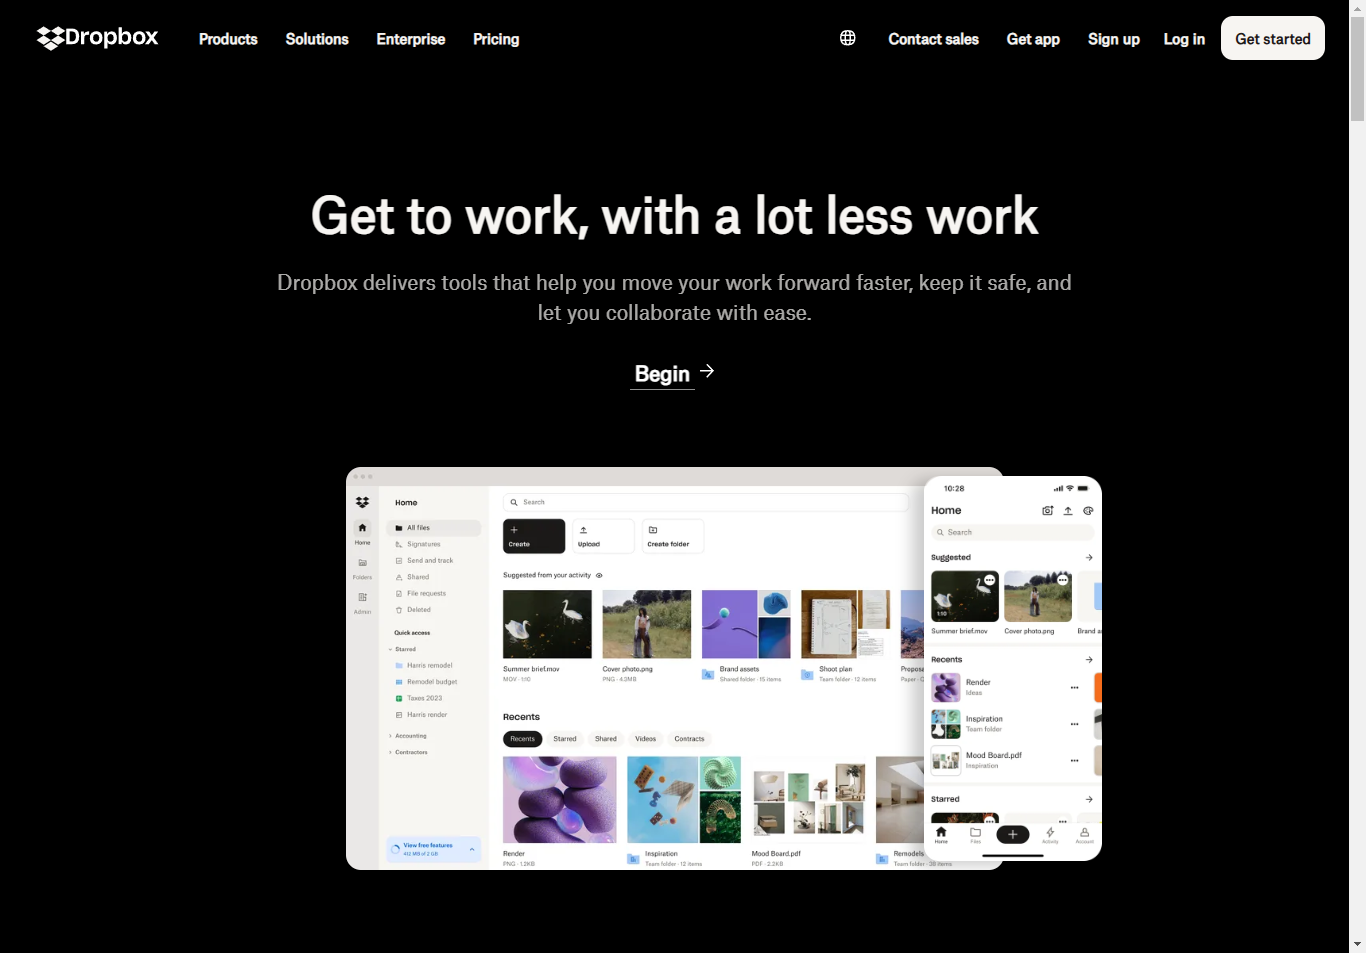 Dropbox
Products
Solutions
Enterprise
Pricing
Contact sales
Get app
Sign up
Log in
Get started
Get to work, with a lot less work
Dropbox delivers tools that help you move your work forward faster, keep it safe, and
let you collaborate with ease.
Begin
Home
Folders
Admin
Home
All files
Signatures
Send and track
Shared
File requests
Deleted
Quick access
Starred
Harris remodel
Remodel budget
Taxes 2023
Harris render
Accounting
Contractors
View free features
412 MB of 2 GB
Search
Create
Upload
Create folder
Suggested from your activity
Summer brief.mov
MOV · 1:10
Cover photo.png
PNG · 4.2MB
Brand assets
Shared folder · 15 items
Shoot plan
Team folder · 12 items
Proposa
Paper · C
Recents
Recents
Starred
Shared
Videos
Contracts
Render
PNG · 1.2KB
Inspiration
Team folder · 12 items
Mood Board.pdf
PDF · 2.2KB
Remodels
Team folder · 38 items
10:28
Home
Search
Suggested
1:10
Summer brief.mov
Cover photo.png
Brand as
Recents
Render
Ideas
Inspiration
Team folder
Mood Board.pdf
Inspiration
Starred
Home
Files
Activity
Account